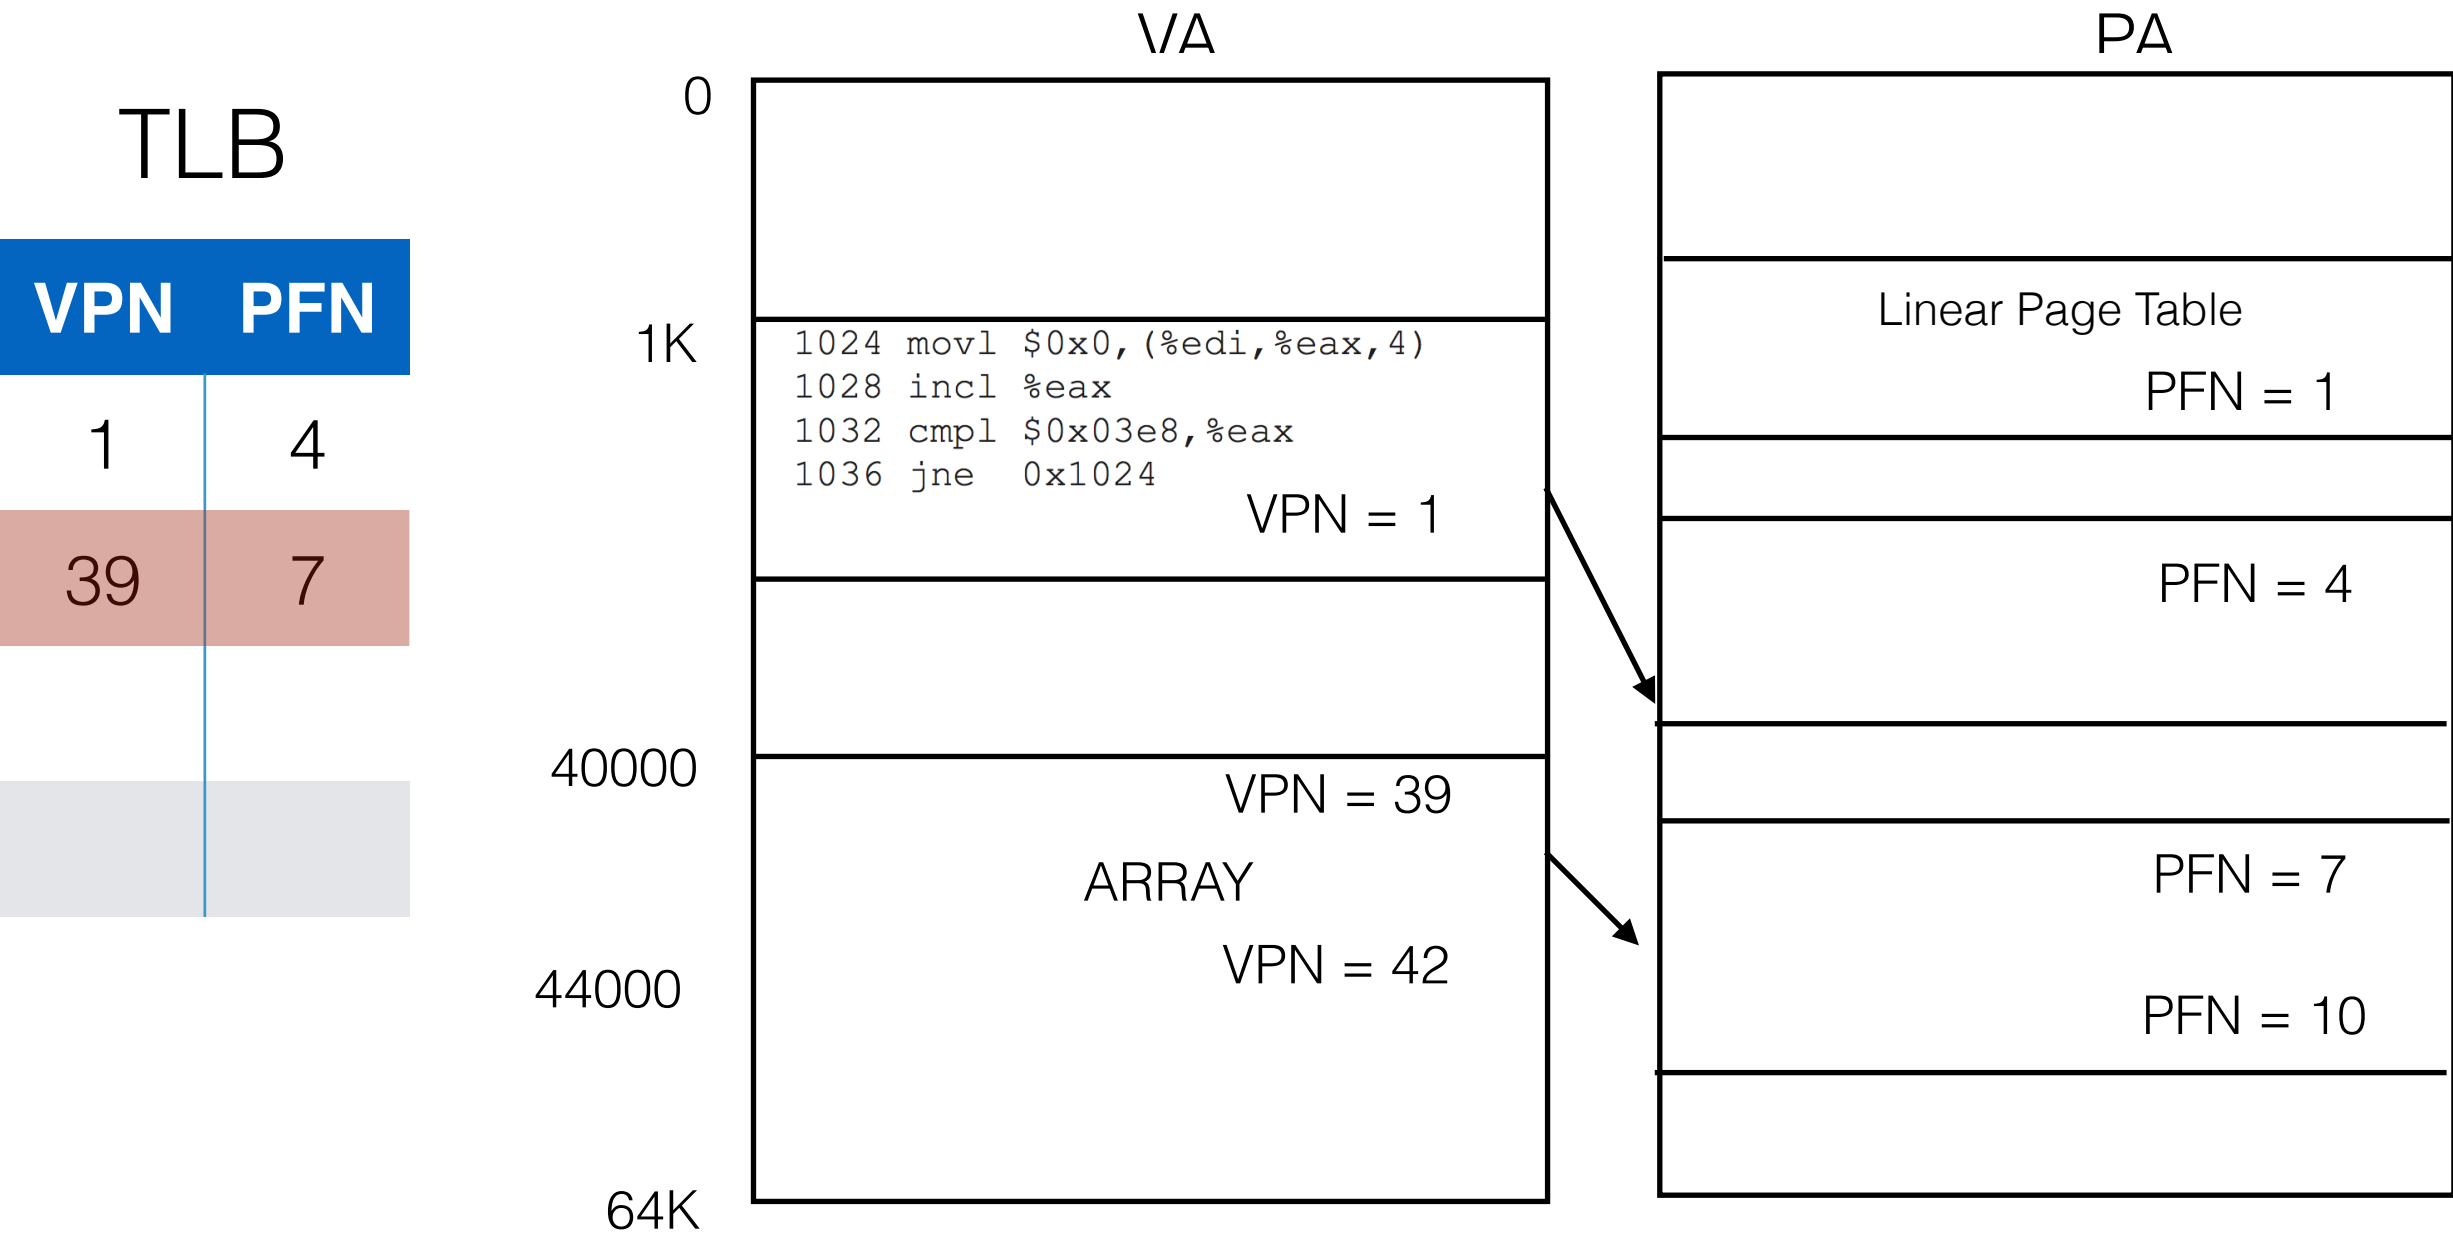 TLB
VPN PFN
1 4
39 7
VA
0
1K
1024 movl $0x0,(%edi,%eax,4)
1028 incl %eax
1032 cmpl $0x03e8,%eax
1036 jne 0x1024
VPN = 1
40000
VPN = 39
ARRAY
VPN = 42
44000
64K
PA
Linear Page Table
PFN = 1
PFN = 4
PFN = 7
PFN = 10